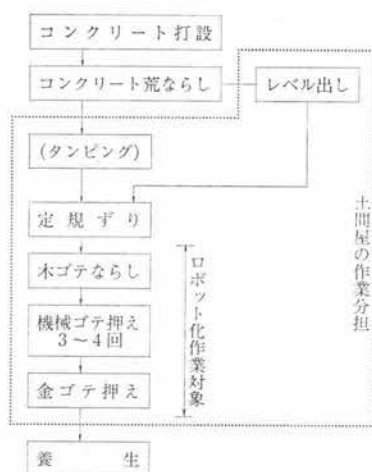 コンクリート打設
コンクリート荒ならし
レベル出し
(タンピング)
定規ずり
木ゴテならし
機械ゴテ押え
3～4回
金ゴテ押え
養生
ロボット化作業対象
土間屋の作業分担